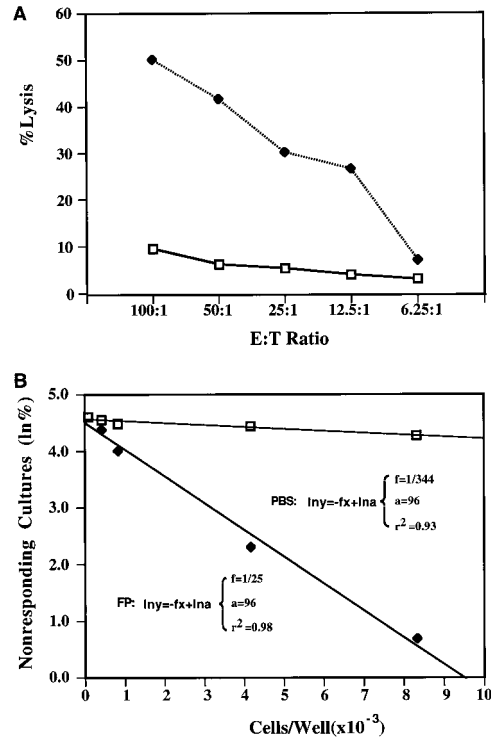 A
60
50
40
30
20
10
0
%Lysis
100:1 50:1 25:1 12.5:1 6.25:1
E:T Ratio
B
5.0
4.0
3.0
2.0
1.0
0.0
Nonresponding Cultures (ln%)
PBS: lny=-fx+lna
f=1/344
a=96
r²=0.93
FP: lny=-fx+lna
f=1/25
a=96
r²=0.98
0 1 2 3 4 5 6 7 8 9 10
Cells/Well(x10⁻³)